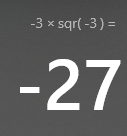 -3 × sqr( -3 ) =
-27